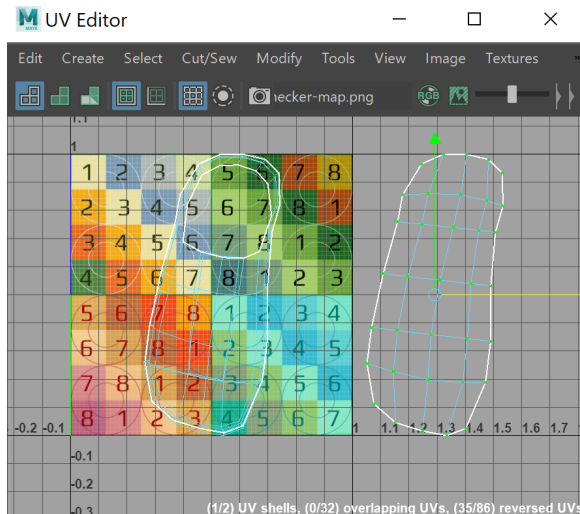 M UV Editor
MAYA
Edit Create Select Cut/Sew Modify Tools View Image Textures
necker-map.png RGB
1.1
1
1 2 3 4 5 6 7 8
2 3 4 5 6 7 8 1
3 4 5 6 7 8 1 2
4 5 6 7 8 1 2 3
5 6 7 8 1 2 3 4
6 7 8 1 2 3 4 5
7 8 1 2 3 4 5 6
8 1 2 3 4 5 6 7
-0.2 -0.1 1 1.1 1.2 1.3 1.4 1.5 1.6 1.7
-0.1
-0.2
-0.3
(1/2) UV shells, (0/32) overlapping UVs, (35/86) reversed UVs